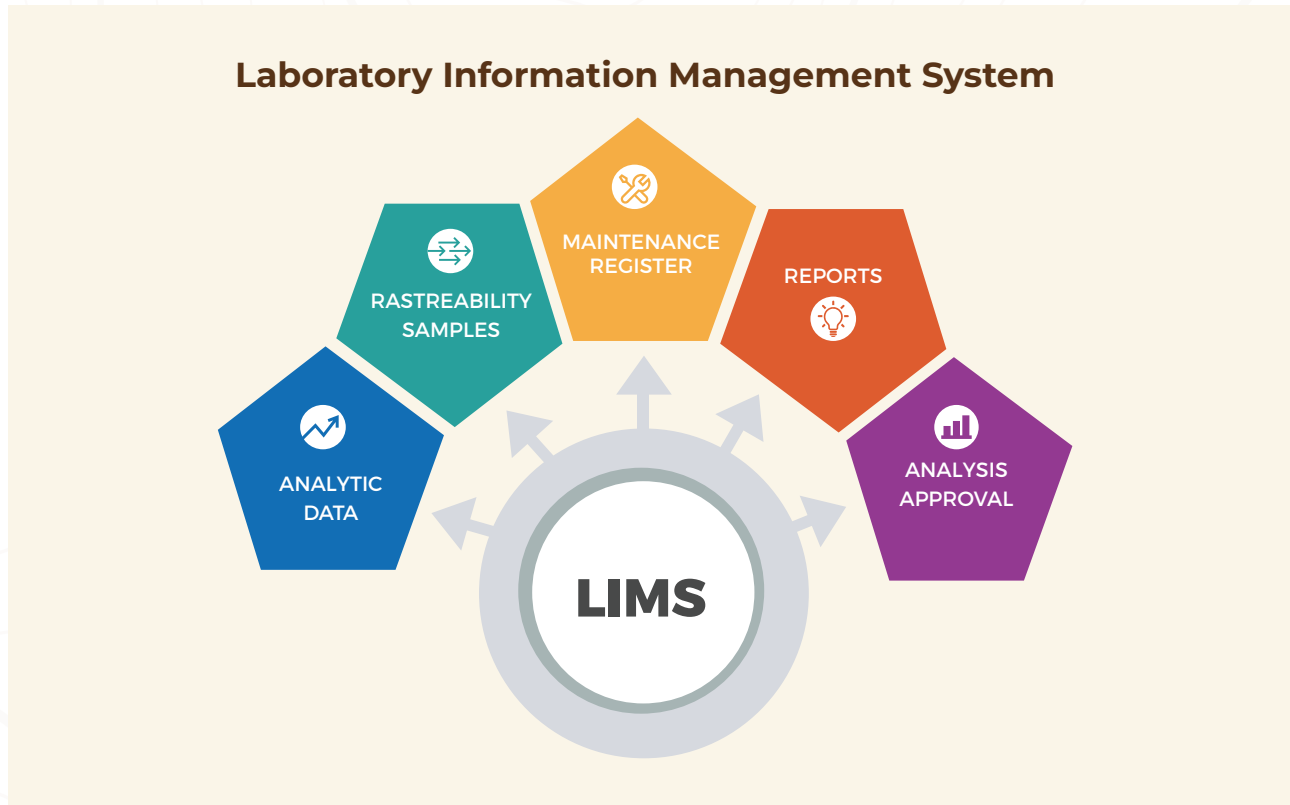 Laboratory Information Management System
MAINTENANCE
REGISTER
RASTREABILITY
SAMPLES
REPORTS
ANALYTIC
DATA
ANALYSIS
APPROVAL
LIMS